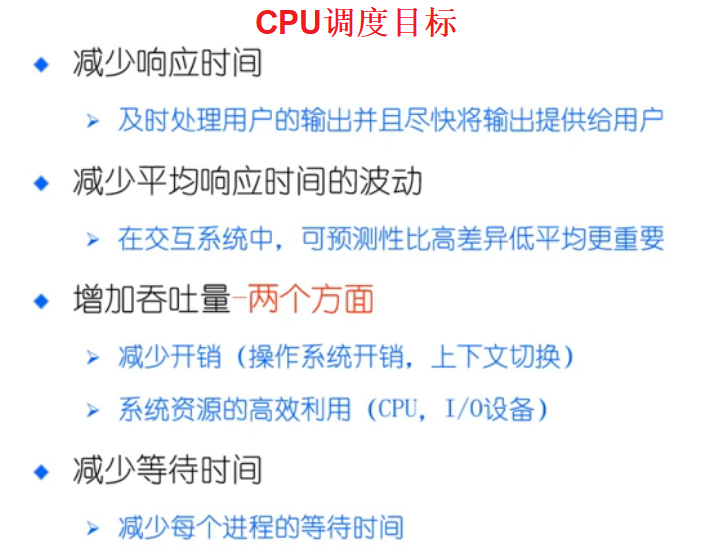 CPU调度目标
减少响应时间
及时处理用户的输出并且尽快将输出提供给用户
减少平均响应时间的波动
在交互系统中，可预测性比高差异低平均更重要
增加吞吐量-两个方面
减少开销（操作系统开销，上下文切换）
系统资源的高效利用（CPU，I/O设备）
减少等待时间
减少每个进程的等待时间